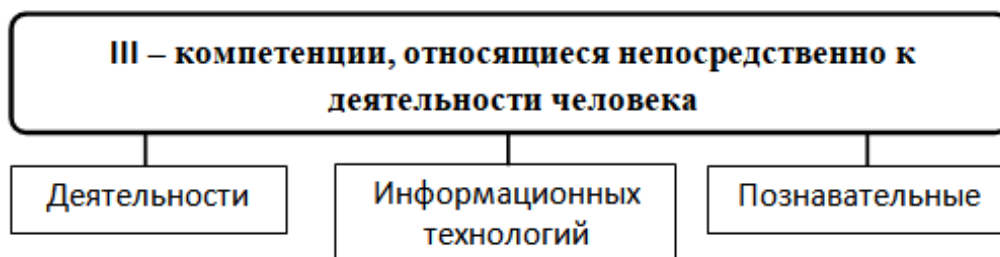 III – компетенции, относящиеся непосредственно к
деятельности человека
Деятельности
Информационных
технологий
Познавательные